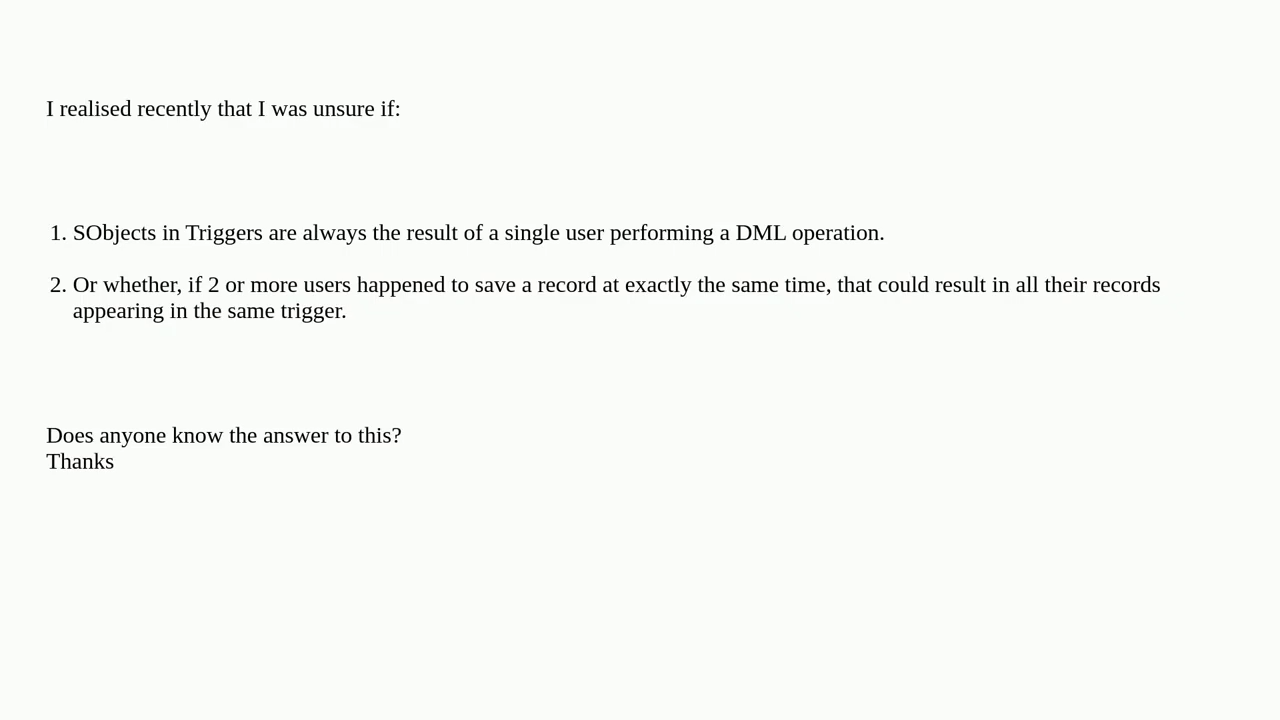 I realised recently that I was unsure if:
1. SObjects in Triggers are always the result of a single user performing a DML operation.
2. Or whether, if 2 or more users happened to save a record at exactly the same time, that could result in all their records
appearing in the same trigger.
Does anyone know the answer to this?
Thanks